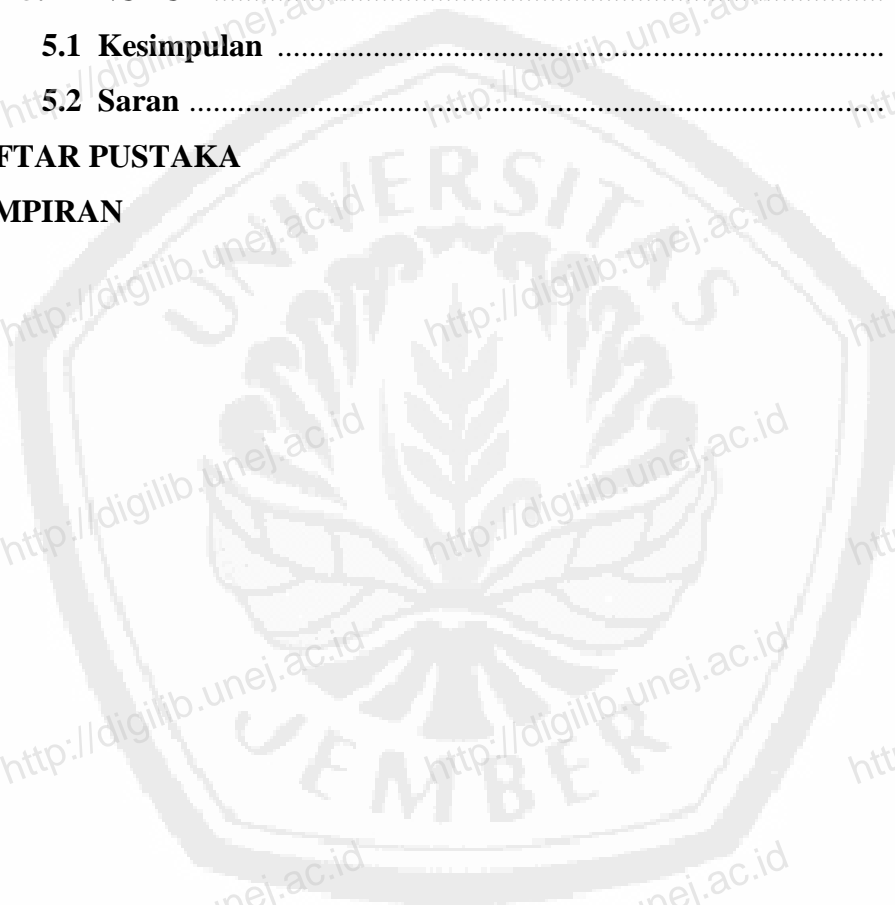 5.1 Kesimpulan ..............................................................................
5.2 Saran ........................................................................................
FTAR PUSTAKA
MPIRAN
UNIVERSITAS
JEMBER
http://digilib.unej.ac.id
http://digilib.unej.ac.id
http://digilib.unej.ac.id
http://digilib.unej.ac.id
http://digilib.unej.ac.id
http://digilib.unej.ac.id
http://digilib.unej.ac.id
http://digilib.unej.ac.id